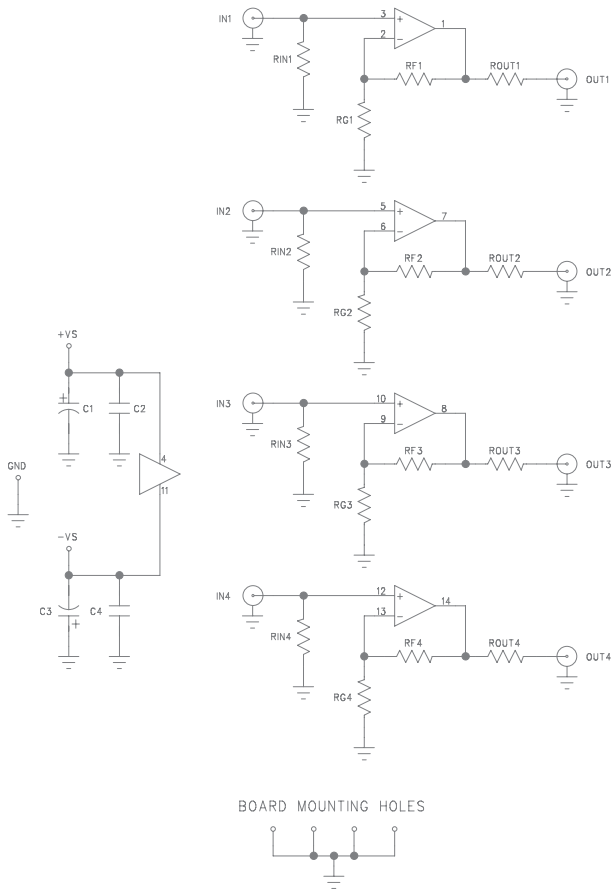 IN1
3
+
1
2
−
RIN1
RF1
ROUT1
OUT1
RG1
IN2
5
+
7
6
−
RIN2
RF2
ROUT2
OUT2
RG2
+VS
+
C1
C2
4
11
GND
−VS
C3
C4
+
IN3
10
+
8
9
−
RIN3
RF3
ROUT3
OUT3
RG3
IN4
12
+
14
13
−
RIN4
RF4
ROUT4
OUT4
RG4
BOARD MOUNTING HOLES